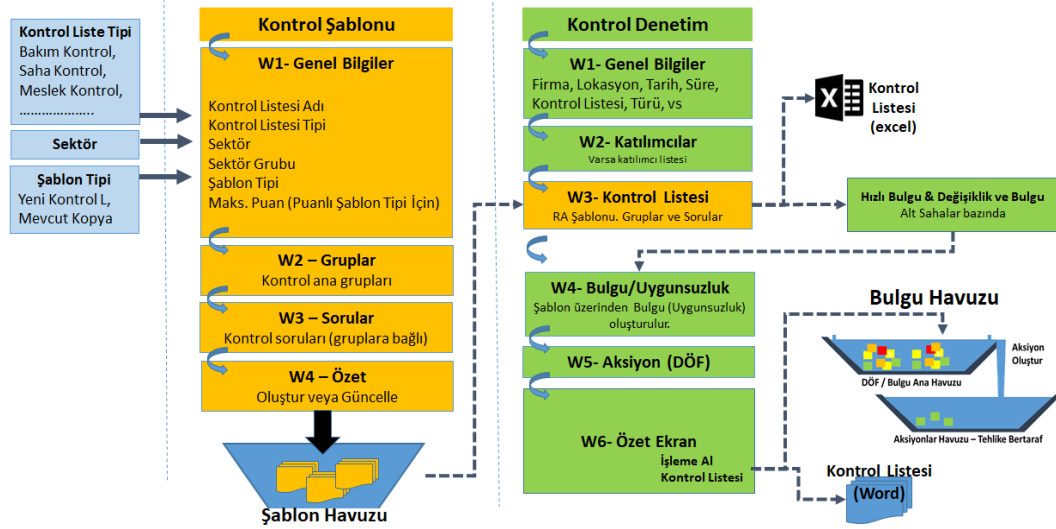 Kontrol Liste Tipi
Bakım Kontrol,
Saha Kontrol,
Meslek Kontrol,
………………..
Sektör
Şablon Tipi
Yeni Kontrol L,
Mevcut Kopya
Kontrol Şablonu
W1- Genel Bilgiler
Kontrol Listesi Adı
Kontrol Listesi Tipi
Sektör
Sektör Grubu
Şablon Tipi
Maks. Puan (Puanlı Şablon Tipi İçin)
W2 – Gruplar
Kontrol ana grupları
W3 – Sorular
Kontrol soruları (gruplara bağlı)
W4 – Özet
Oluştur veya Güncelle
Şablon Havuzu
Kontrol Denetim
W1- Genel Bilgiler
Firma, Lokasyon, Tarih, Süre,
Kontrol Listesi, Türü, vs
W2- Katılımcılar
Varsa katılımcı listesi
W3- Kontrol Listesi
RA Şablonu. Gruplar ve Sorular
W4- Bulgu/Uygunsuzluk
Şablon üzerinden Bulgu (Uygunsuzluk)
oluşturulur.
W5- Aksiyon (DÖF)
W6- Özet Ekran
İşleme Al
Kontrol Listesi
X
Kontrol
Listesi
(excel)
Hızlı Bulgu & Değişiklik ve Bulgu
Alt Sahalar bazında
Bulgu Havuzu
Aksiyon
Oluştur
DÖF / Bulgu Ana Havuzu
Aksiyonlar Havuzu – Tehlike Bertaraf
Kontrol Listesi
(Word)